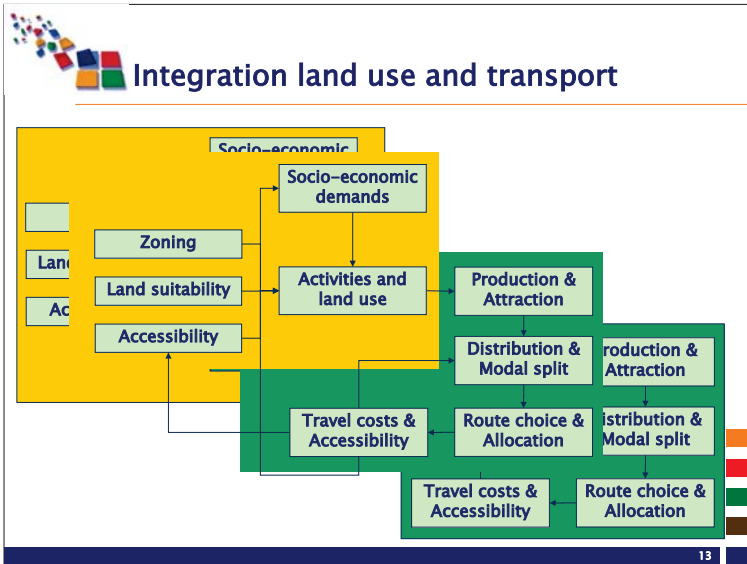 Integration land use and transport
Socio-economic
Socio-economic
demands
Zoning
Land suitability
Accessibility
Activities and
land use
Production &
Attraction
Distribution &
Modal split
Travel costs &
Accessibility
Route choice &
Allocation
Attraction
Modal split
Travel costs &
Accessibility
Route choice &
Allocation
13